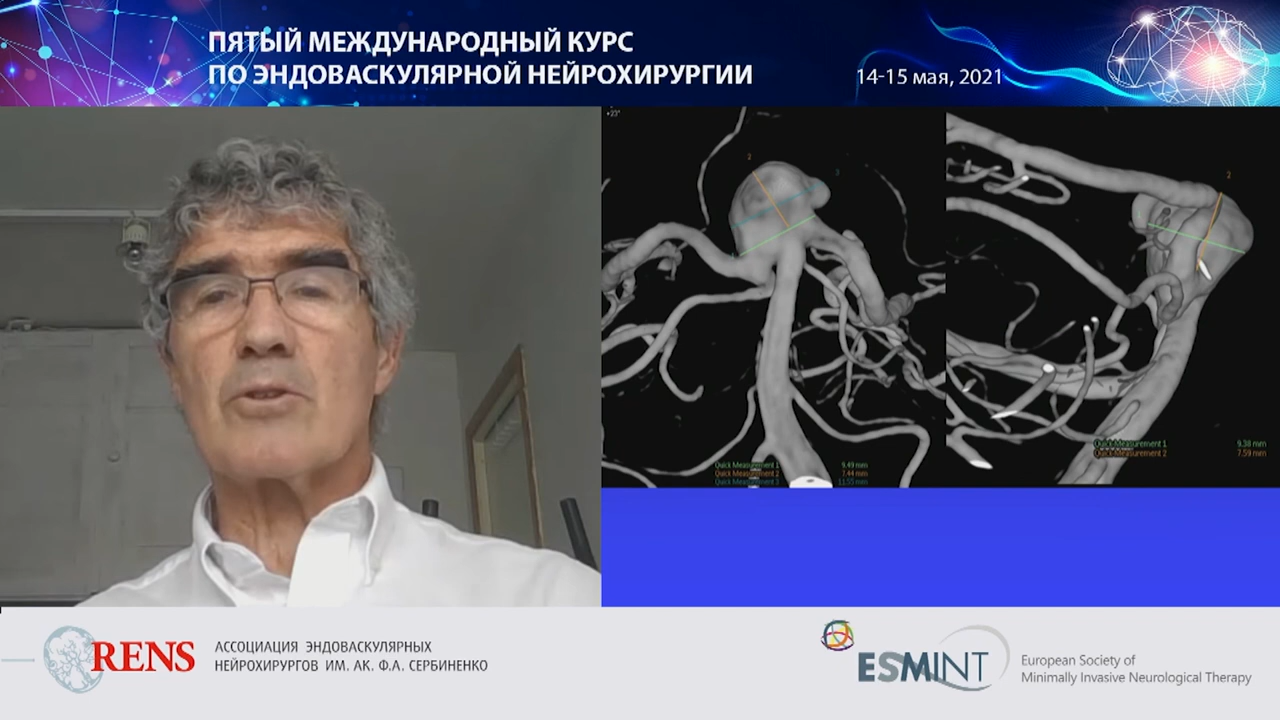 ПЯТЫЙ МЕЖДУНАРОДНЫЙ КУРС
ПО ЭНДОВАСКУЛЯРНОЙ НЕЙРОХИРУРГИИ
14-15 мая, 2021
2
2
Quick Measurement 1 9.49 mm
Quick Measurement 2 7.44 mm
Quick Measurement 3 11.55 mm
Quick Measurement 1 9.38 mm
Quick Measurement 2 7.59 mm
RENS
АССОЦИАЦИЯ ЭНДОВАСКУЛЯРНЫХ
НЕЙРОХИРУРГОВ ИМ. АК. Ф.А. СЕРБИНЕНКО
ESMINT
European Society of
Minimally Invasive Neurological Therapy